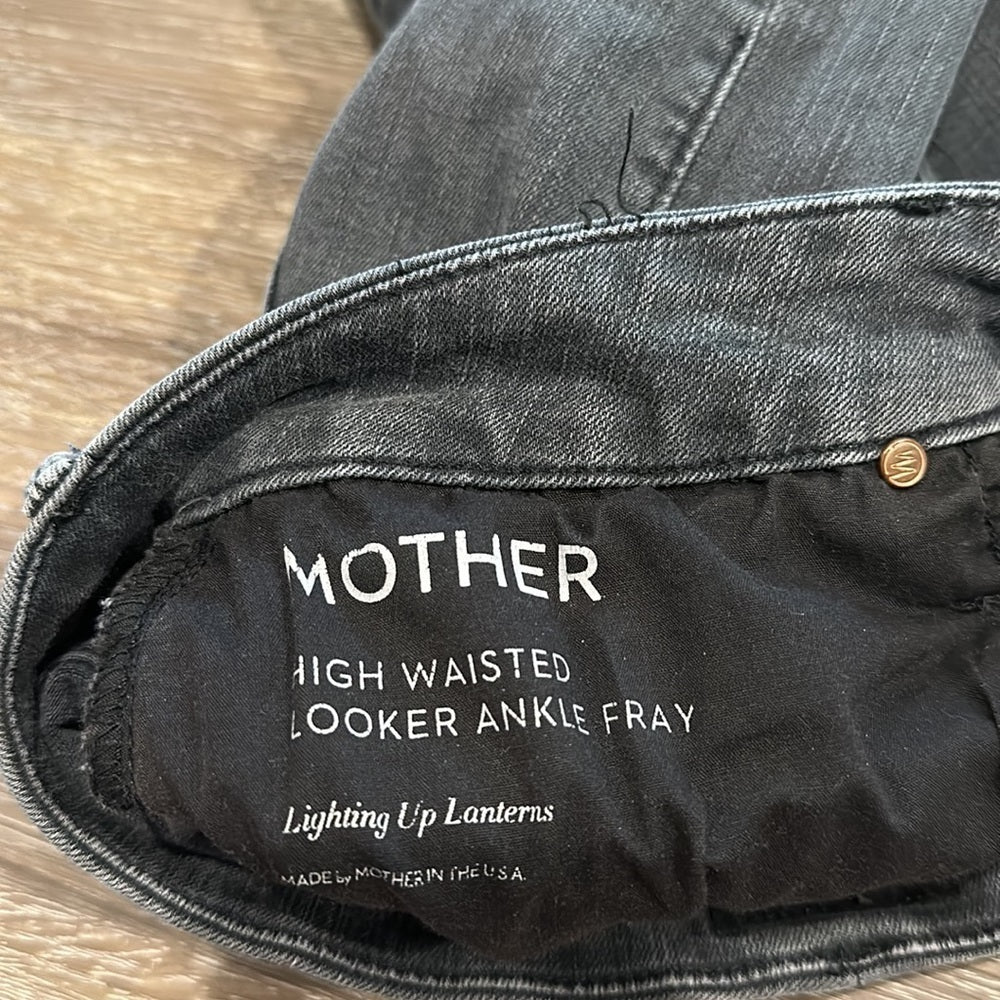 MOTHER
HIGH WAISTED
LOOKER ANKLE FRAY
Lighting Up Lanterns
MADE by MOTHER IN THE U.S.A.